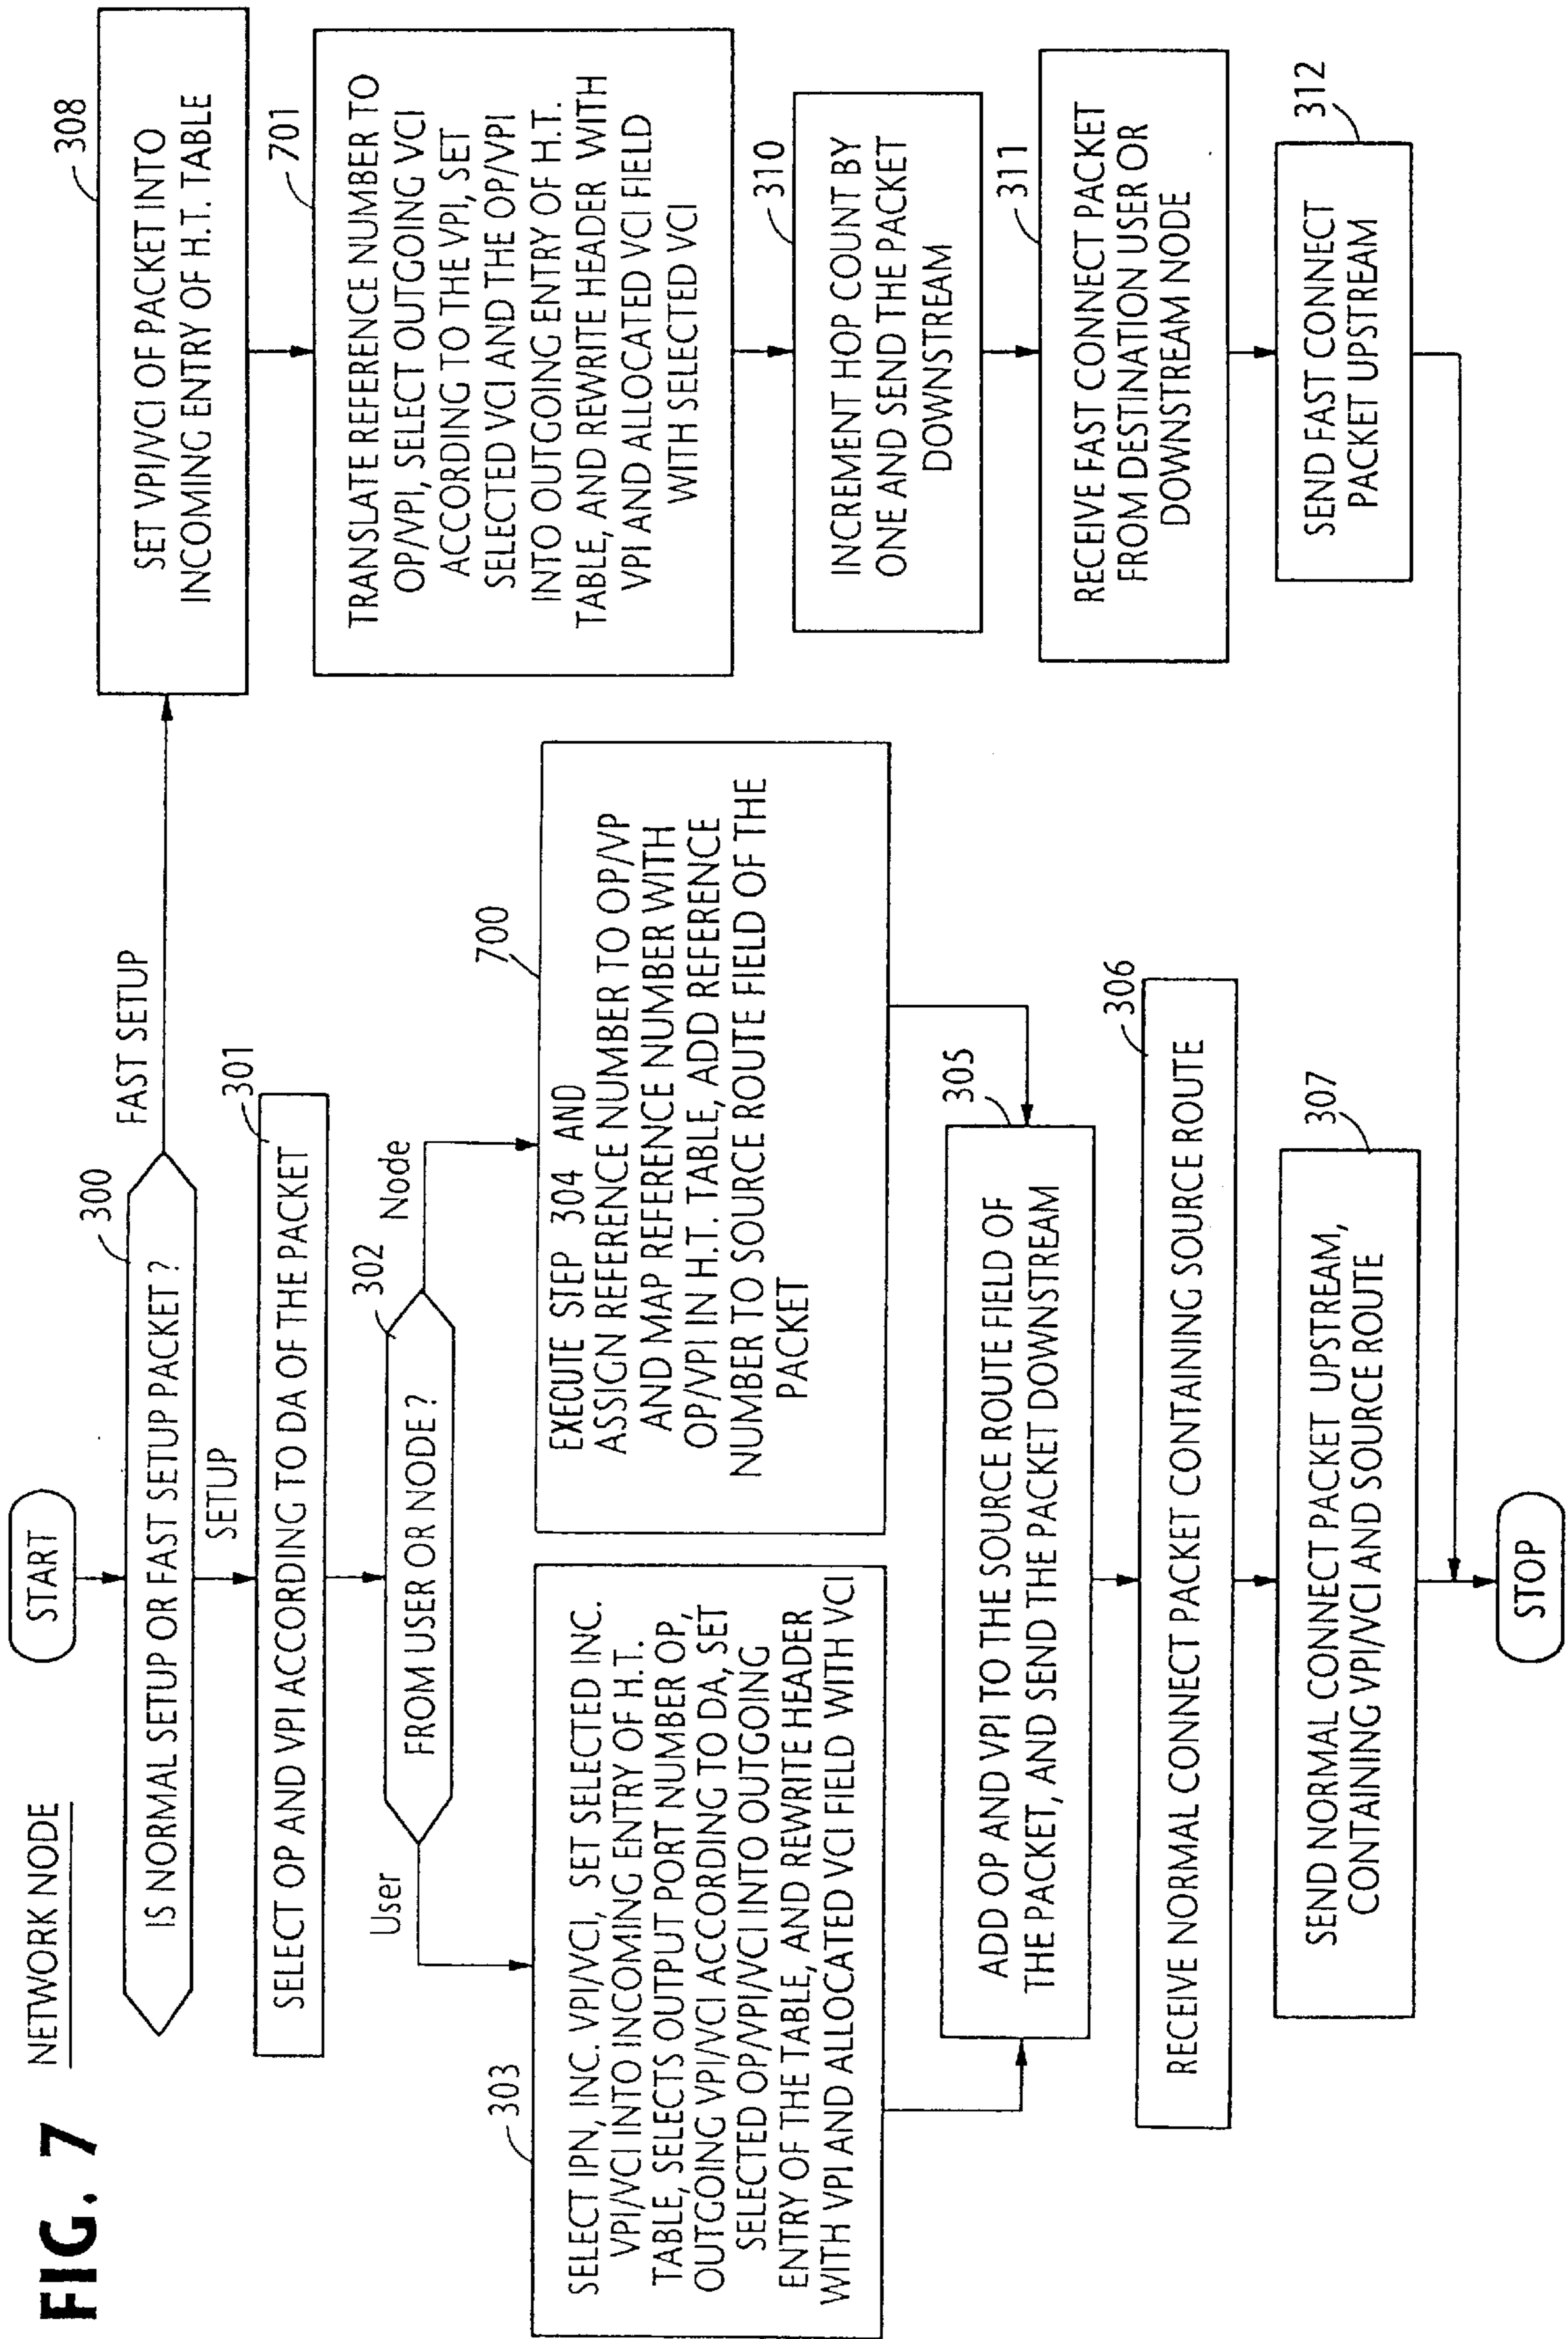 FIG. 7
NETWORK NODE
START
300
IS NORMAL SETUP OR FAST SETUP PACKET ?
FAST SETUP
SETUP
301
SELECT OP AND VPI ACCORDING TO DA OF THE PACKET
302
FROM USER OR NODE ?
User
Node
303
SELECT IPN, INC. VPI/VCI, SET SELECTED INC.
VPI/VCI INTO INCOMING ENTRY OF H.T.
TABLE, SELECTS OUTPUT PORT NUMBER OP,
OUTGOING VPI/VCI ACCORDING TO DA, SET
SELECTED OP/VPI/VCI INTO OUTGOING
ENTRY OF THE TABLE, AND REWRITE HEADER
WITH VPI AND ALLOCATED VCI FIELD WITH VCI
700
EXECUTE STEP 304 AND
ASSIGN REFERENCE NUMBER TO OP/VP
AND MAP REFERENCE NUMBER WITH
OP/VPI IN H.T. TABLE, ADD REFERENCE
NUMBER TO SOURCE ROUTE FIELD OF THE
PACKET
305
ADD OP AND VPI TO THE SOURCE ROUTE FIELD OF
THE PACKET, AND SEND THE PACKET DOWNSTREAM
306
RECEIVE NORMAL CONNECT PACKET CONTAINING SOURCE ROUTE
307
SEND NORMAL CONNECT PACKET UPSTREAM,
CONTAINING VPI/VCI AND SOURCE ROUTE
STOP
308
SET VPI/VCI OF PACKET INTO
INCOMING ENTRY OF H.T. TABLE
701
TRANSLATE REFERENCE NUMBER TO
OP/VPI, SELECT OUTGOING VCI
ACCORDING TO THE VPI, SET
SELECTED VCI AND THE OP/VPI
INTO OUTGOING ENTRY OF H.T.
TABLE, AND REWRITE HEADER WITH
VPI AND ALLOCATED VCI FIELD
WITH SELECTED VCI
310
INCREMENT HOP COUNT BY
ONE AND SEND THE PACKET
DOWNSTREAM
311
RECEIVE FAST CONNECT PACKET
FROM DESTINATION USER OR
DOWNSTREAM NODE
312
SEND FAST CONNECT
PACKET UPSTREAM